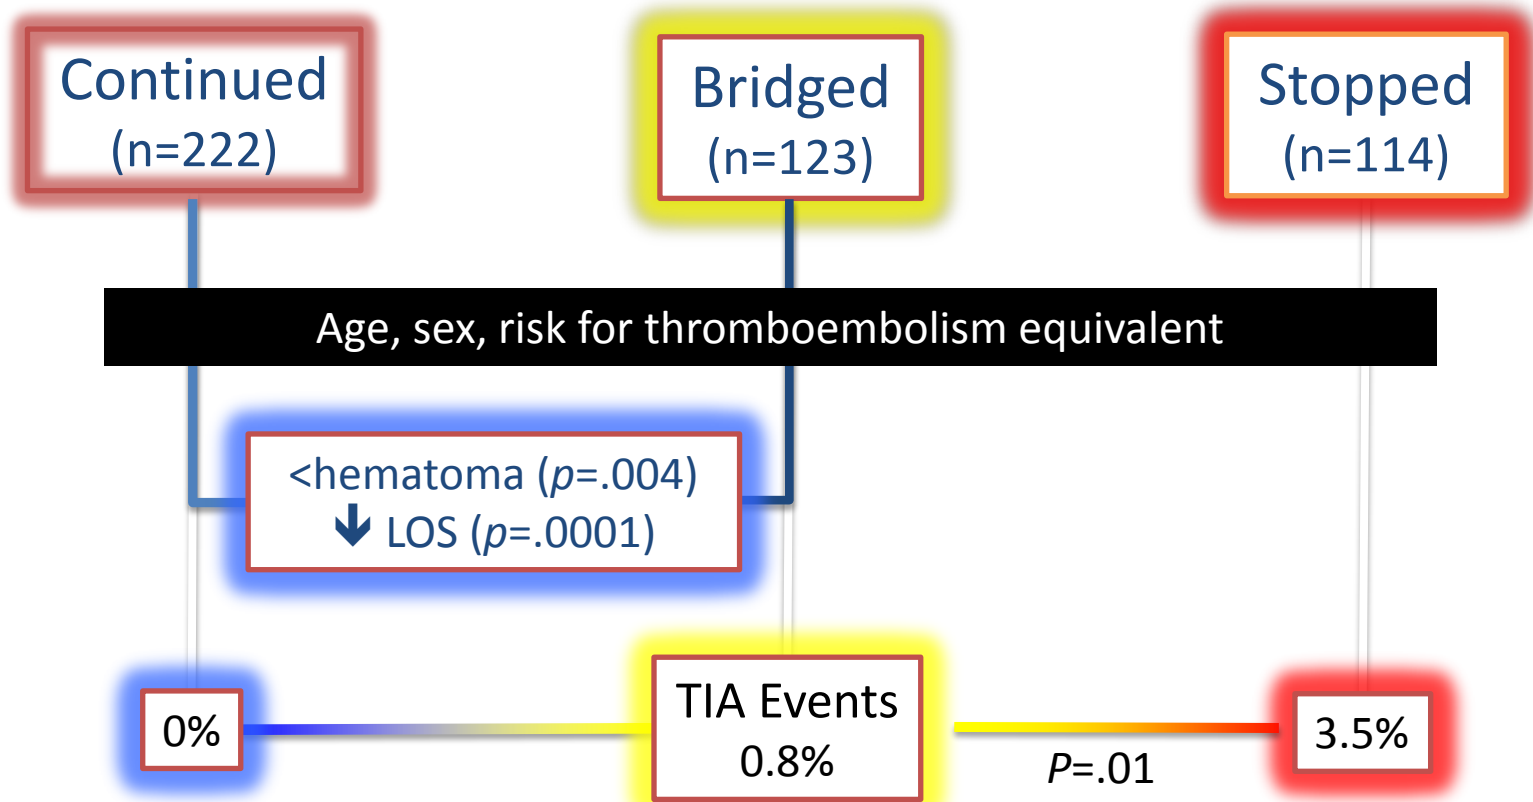 Continued
(n=222)
Bridged
(n=123)
Stopped
(n=114)
Age, sex, risk for thromboembolism equivalent
<hematoma (p=.004)
🡻 LOS (p=.0001)
0%
TIA Events
0.8%
P=.01
3.5%